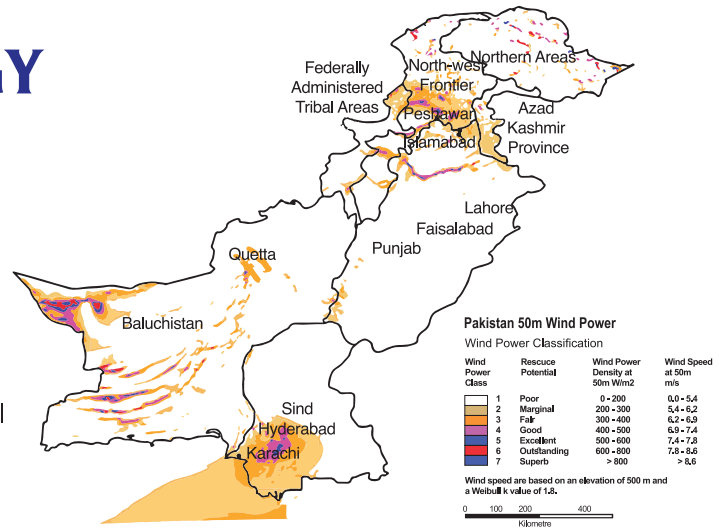 GY
Northern Areas
North-west
Frontier
Federally
Administered
Tribal Areas
Peshawar
Azad
Kashmir
Province
Islamabad
Lahore
Faisalabad
Punjab
Quetta
Baluchistan
Sind
Hyderabad
Karachi
l
Pakistan 50m Wind Power
Wind Power Classification
Wind Power Class Rescuce Potential Wind Power Density at 50m W/m2 Wind Speed at 50m m/s
1 Poor 0 - 200 0.0 - 5.4
2 Marginal 200 - 300 5.4 - 6.2
3 Fair 300 - 400 6.2 - 6.9
4 Good 400 - 500 6.9 - 7.4
5 Excellent 500 - 600 7.4 - 7.8
6 Outstanding 600 - 800 7.8 - 8.6
7 Superb > 800 > 8.6
Wind speed are based on an elevation of 500 m and
a Weibull k value of 1.8.
0 200 400
Kilometre